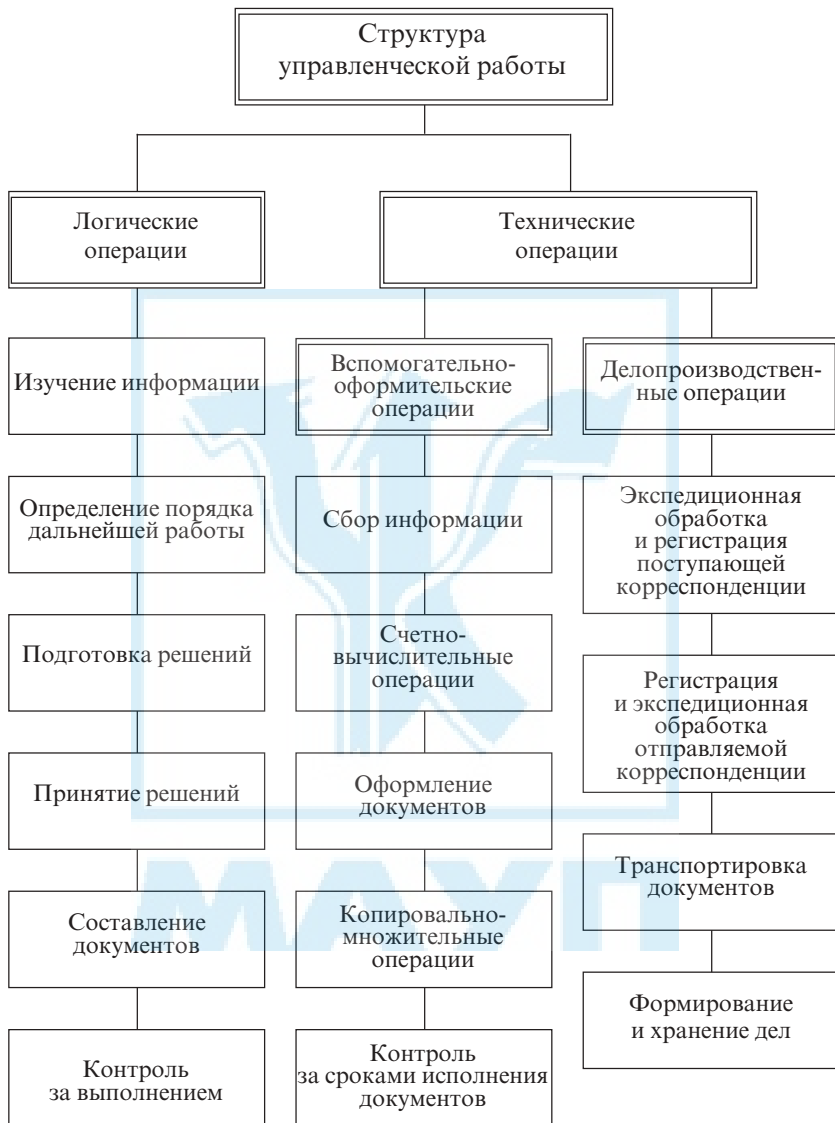 Структура
управленческой работы
Логические
операции
Технические
операции
Изучение информации
Вспомогательно-
оформительские
операции
Делопроизводствен-
ные операции
Определение порядка
дальнейшей работы
Сбор информации
Экспедиционная
обработка
и регистрация
поступающей
корреспонденции
Подготовка решений
Счетно-
вычислительные
операции
Регистрация
и экспедиционная
обработка
отправляемой
корреспонденции
Принятие решений
Оформление
документов
Транспортировка
документов
Составление
документов
Копировально-
множительные
операции
Формирование
и хранение дел
Контроль
за выполнением
Контроль
за сроками исполнения
документов
МАУП